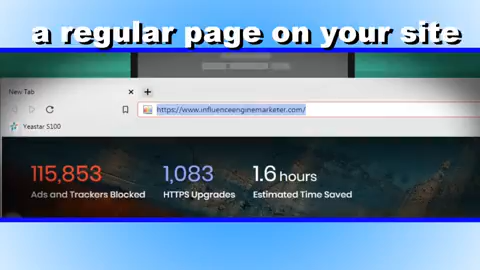 a regular page on your site
New Tab
https://www.influenceenginemarketer.com/
Yeastar S100
115,853
1,083
1.6 hours
Ads and Trackers Blocked
HTTPS Upgrades
Estimated Time Saved